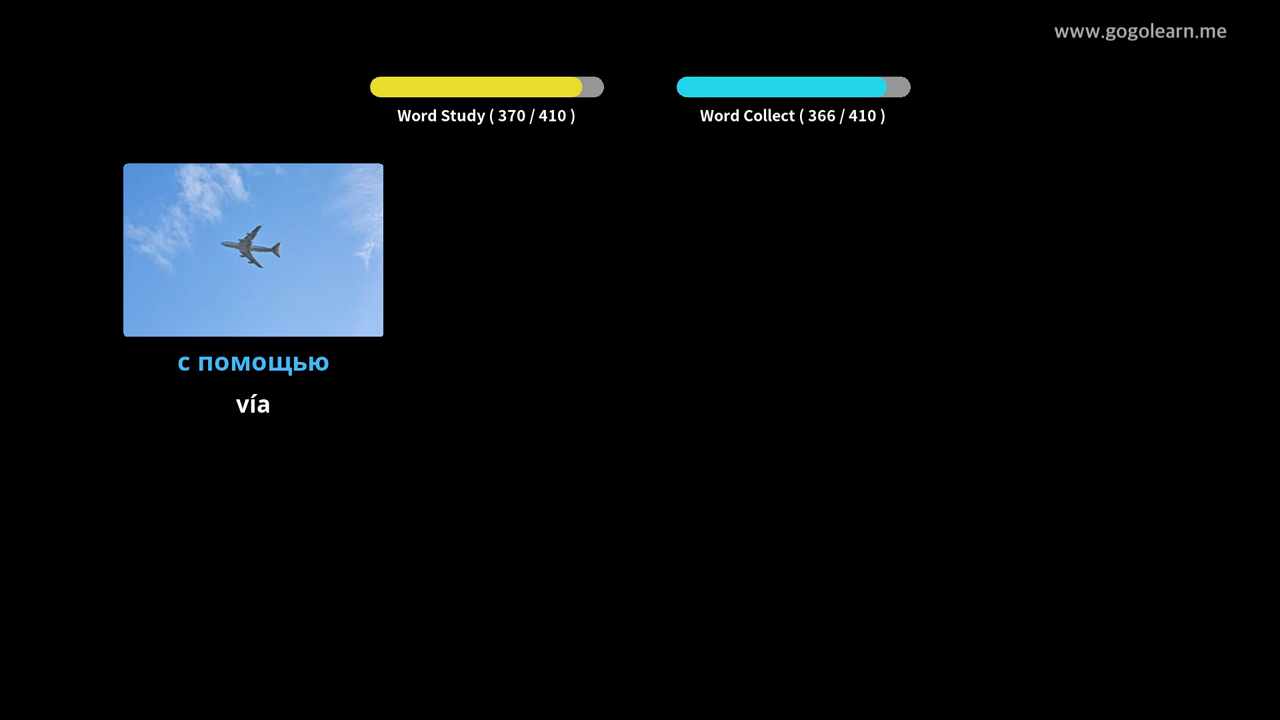 www.gogolearn.me
Word Study ( 370 / 410 )
Word Collect ( 366 / 410 )
с помощью
vía